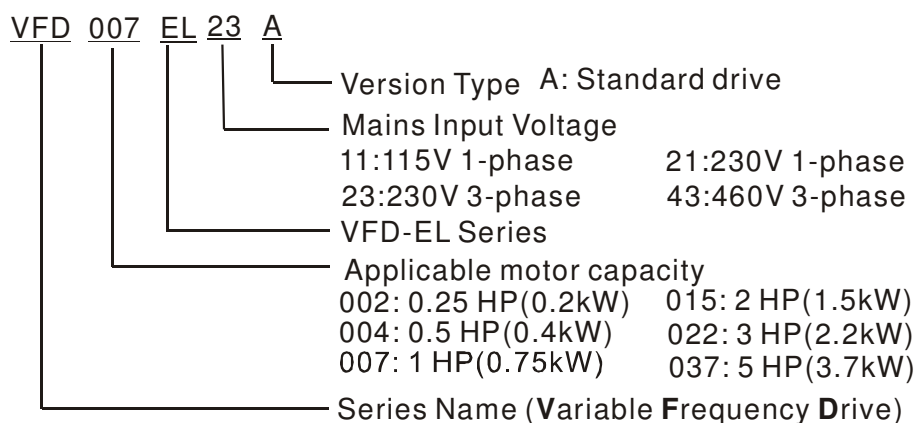 VFD 007 EL 23 A
Version Type A: Standard drive
Mains Input Voltage
11:115V 1-phase 21:230V 1-phase
23:230V 3-phase 43:460V 3-phase
VFD-EL Series
Applicable motor capacity
002: 0.25 HP(0.2kW) 015: 2 HP(1.5kW)
004: 0.5 HP(0.4kW) 022: 3 HP(2.2kW)
007: 1 HP(0.75kW) 037: 5 HP(3.7kW)
Series Name (Variable Frequency Drive)